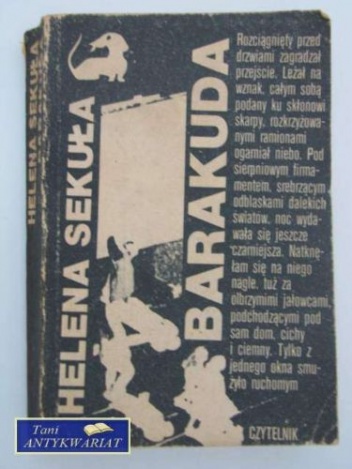 HELENA SEKUŁA
HELENA SEKUŁA
BARAKUDA
Rozciągnięty przed
drzwiami zagradzał
przejście. Leżał na
wznak, całym sobą
podany ku skłonowi
skarpy, rozkrzyżowa-
nymi ramionami
ogarniał niebo. Pod
sierpniowym firma-
mentem, srebrzącym
odblaskami dalekich
światów, noc wyda-
wała się jeszcze
czarniejsza. Natknę-
łam się na niego
nagle, tuż za
olbrzymimi jałowcami,
podchodzącymi pod
sam dom, cichy
i ciemny. Tylko z
jednego okna smu-
żyło ruchomym
CZYTELNIK
Tani
ANTYKWARIAT